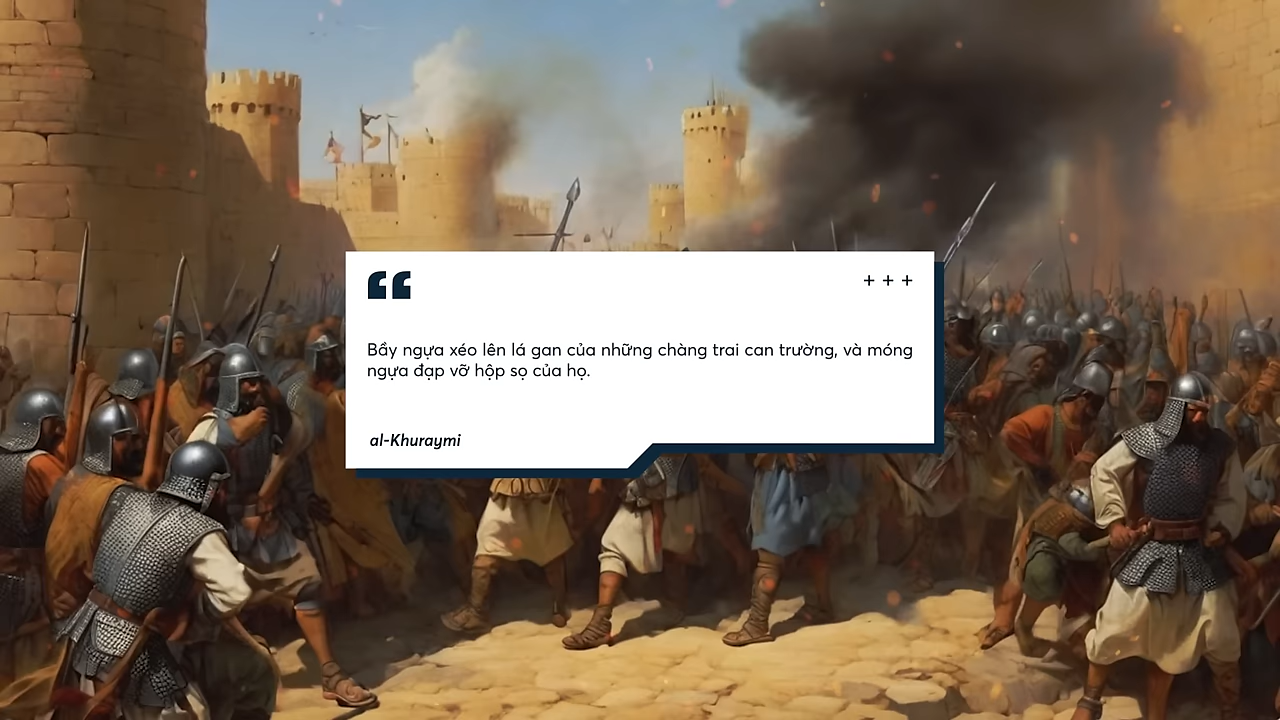 “
+ + +
Bầy ngựa xéo lên lá gan của những chàng trai can trường, và móng
ngựa đạp vỡ hộp sọ của họ.
al-Khuraymi